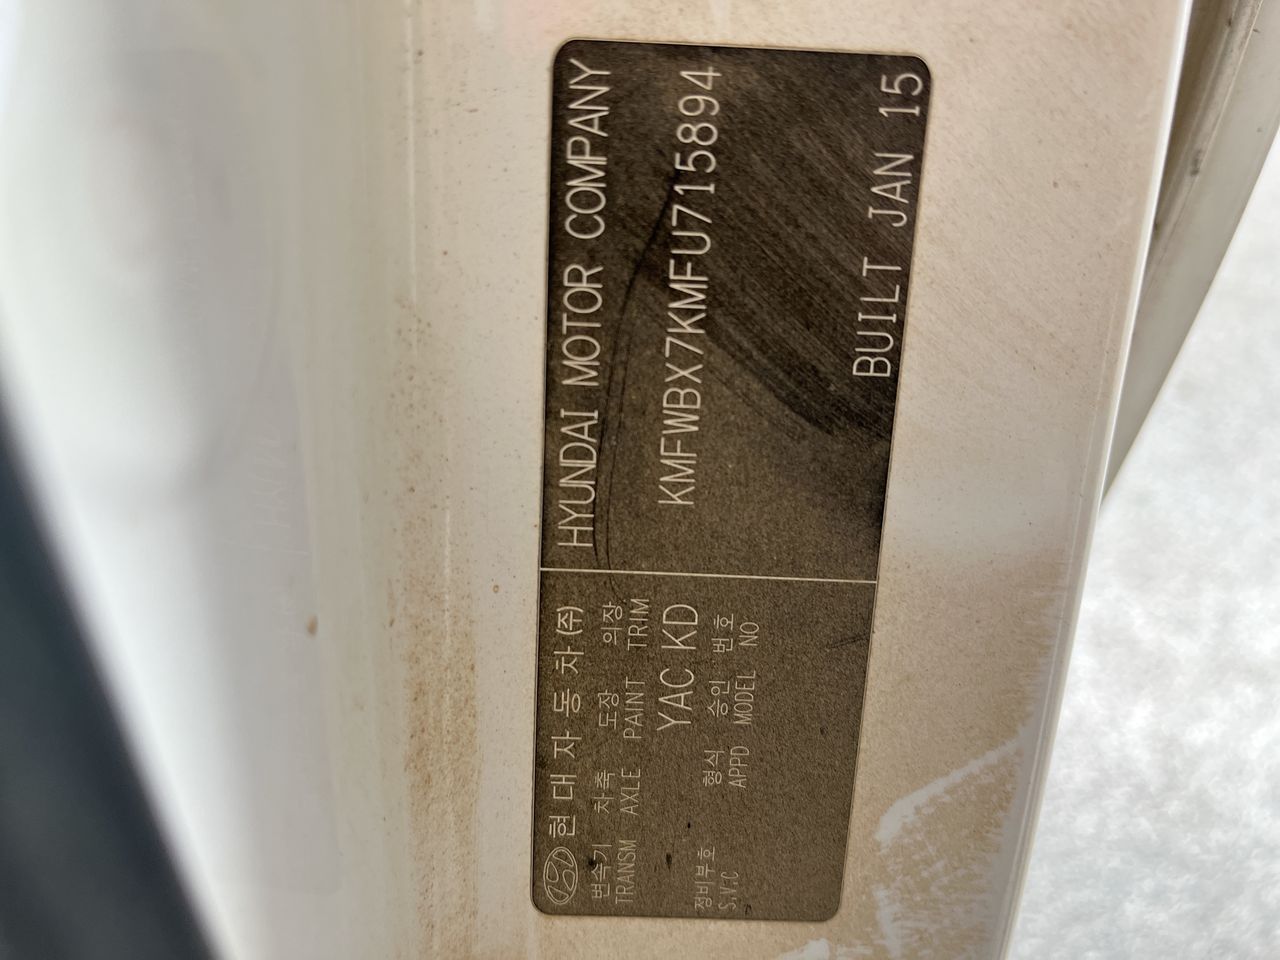 현대자동차(주)
변속기 차축 도장 의장
TRANSM AXLE PAINT TRIM
YAC KD
정비부호 형식 승인 번호
S.V.C APPD MODEL NO
HYUNDAI MOTOR COMPANY
KMFWBX7KMFU715894
BUILT JAN 15